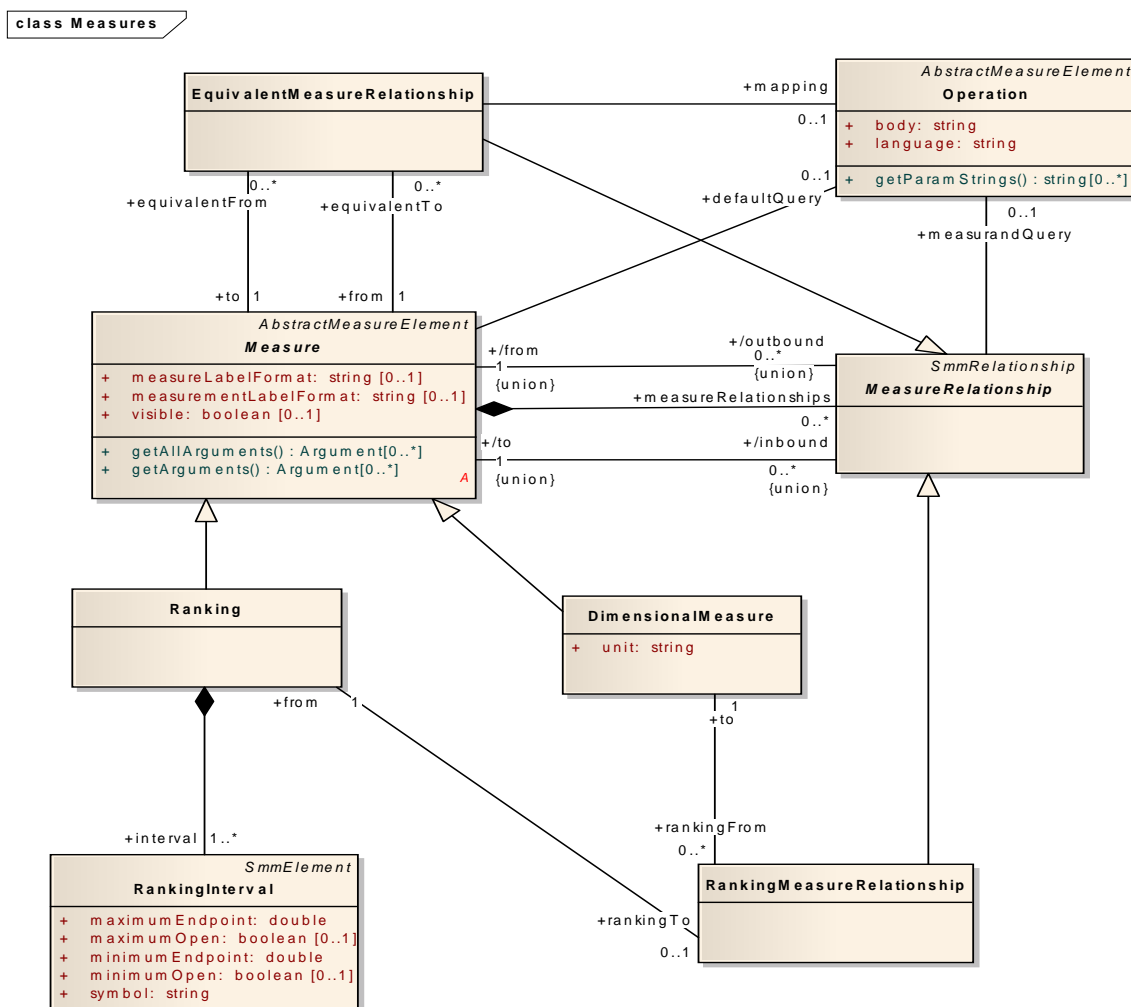 class Measures
AbstractMeasureElement
Operation
+ body: string
+ language: string
+ getParamStrings() : string[0..*]
EquivalentMeasureRelationship
+mapping
0..1
0..*
+equivalentFrom
0..*
+equivalentTo
0..1
+defaultQuery
0..1
+measurandQuery
+to 1
+from 1
AbstractMeasureElement
Measure
+ measureLabelFormat: string [0..1]
+ measurementLabelFormat: string [0..1]
+ visible: boolean [0..1]
+ getAllArguments() : Argument[0..*]
+ getArguments() : Argument[0..*]
A
+/from
1
{union}
+/outbound
0..*
{union}
+measureRelationships
0..*
+/to
1
{union}
+/inbound
0..*
{union}
SmmRelationship
MeasureRelationship
Ranking
DimensionalMeasure
+ unit: string
+from 1
1
+to
+rankingFrom
0..*
+interval 1..*
SmmElement
RankingInterval
+ maximumEndpoint: double
+ maximumOpen: boolean [0..1]
+ minimumEndpoint: double
+ minimumOpen: boolean [0..1]
+ symbol: string
RankingMeasureRelationship
+rankingTo
0..1